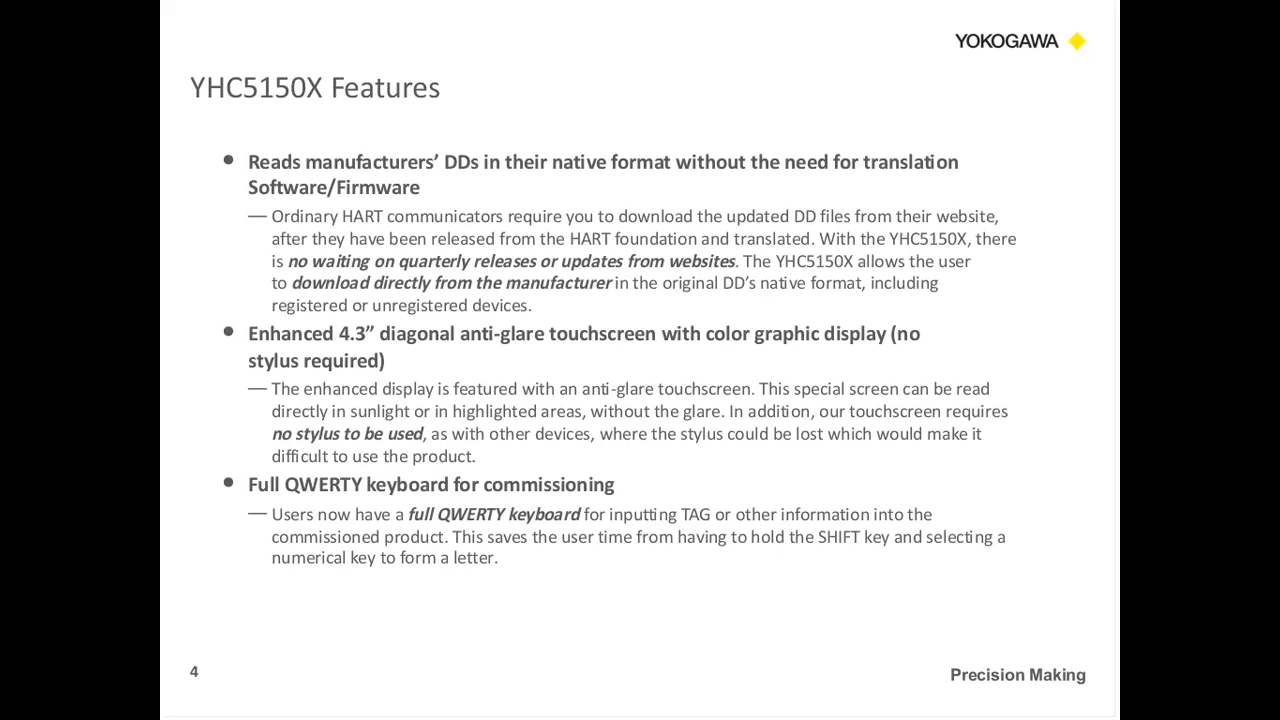 YOKOGAWA
YHC5150X Features
• Reads manufacturers’ DDs in their native format without the need for translation
Software/Firmware
— Ordinary HART communicators require you to download the updated DD files from their website,
after they have been released from the HART foundation and translated. With the YHC5150X, there
is no waiting on quarterly releases or updates from websites. The YHC5150X allows the user
to download directly from the manufacturer in the original DD’s native format, including
registered or unregistered devices.
• Enhanced 4.3” diagonal anti-glare touchscreen with color graphic display (no
stylus required)
— The enhanced display is featured with an anti-glare touchscreen. This special screen can be read
directly in sunlight or in highlighted areas, without the glare. In addition, our touchscreen requires
no stylus to be used, as with other devices, where the stylus could be lost which would make it
difficult to use the product.
• Full QWERTY keyboard for commissioning
— Users now have a full QWERTY keyboard for inputting TAG or other information into the
commissioned product. This saves the user time from having to hold the SHIFT key and selecting a
numerical key to form a letter.
4
Precision Making